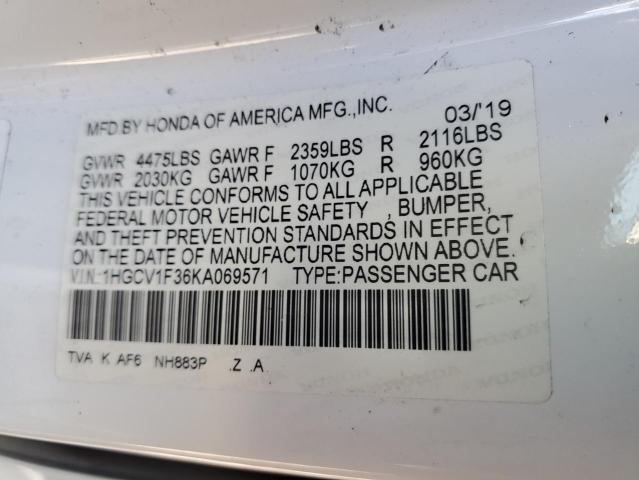 MFD.BY HONDA OF AMERICA MFG.,INC. 03/'19
GVWR 4475LBS GAWR F 2359LBS R 2116LBS
GVWR 2030KG GAWR F 1070KG R 960KG
THIS VEHICLE CONFORMS TO ALL APPLICABLE
FEDERAL MOTOR VEHICLE SAFETY , BUMPER,
AND THEFT PREVENTION STANDARDS IN EFFECT
ON THE DATE OF MANUFACTURE SHOWN ABOVE.
V.I.N.:1HGCV1F36KA069571 TYPE:PASSENGER CAR
TVA K AF6 NH883P .Z .A